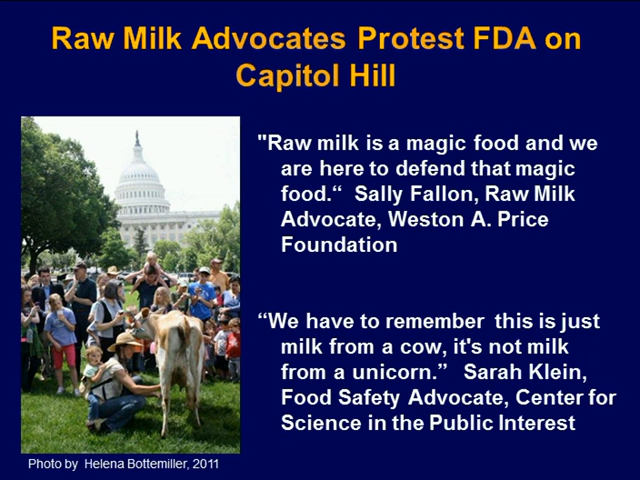 Raw Milk Advocates Protest FDA on
Capitol Hill
"Raw milk is a magic food and we
are here to defend that magic
food.“  Sally Fallon, Raw Milk
Advocate, Weston A. Price
Foundation
“We have to remember  this is just
milk from a cow, it's not milk
from a unicorn.”  Sarah Klein,
Food Safety Advocate, Center for
Science in the Public Interest
Photo by  Helena Bottemiller, 2011